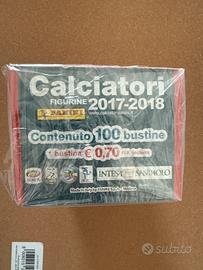 Calciatori
FIGURINE 2017-2018
PANINI
Contenuto 100 bustine
* bustina € 0,70
INTESA SANPAOLO
subito